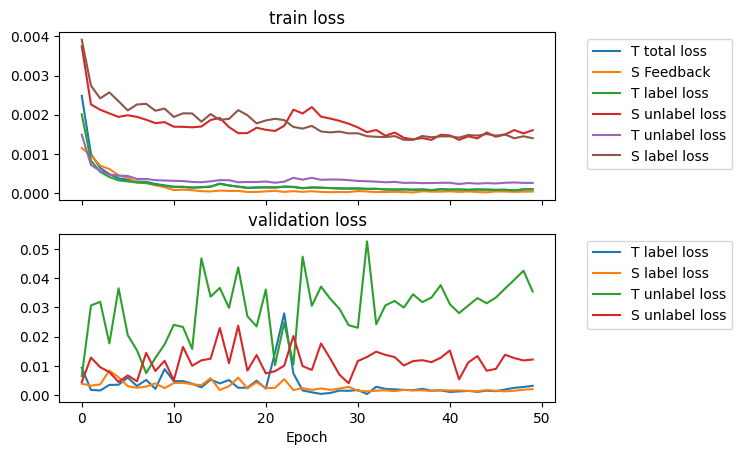 train loss
0.004
0.003
0.002
0.001
0.000
T total loss
S Feedback
T label loss
S unlabel loss
T unlabel loss
S label loss
validation loss
0.05
0.04
0.03
0.02
0.01
0.00
0 10 20 30 40 50
Epoch
T label loss
S label loss
T unlabel loss
S unlabel loss